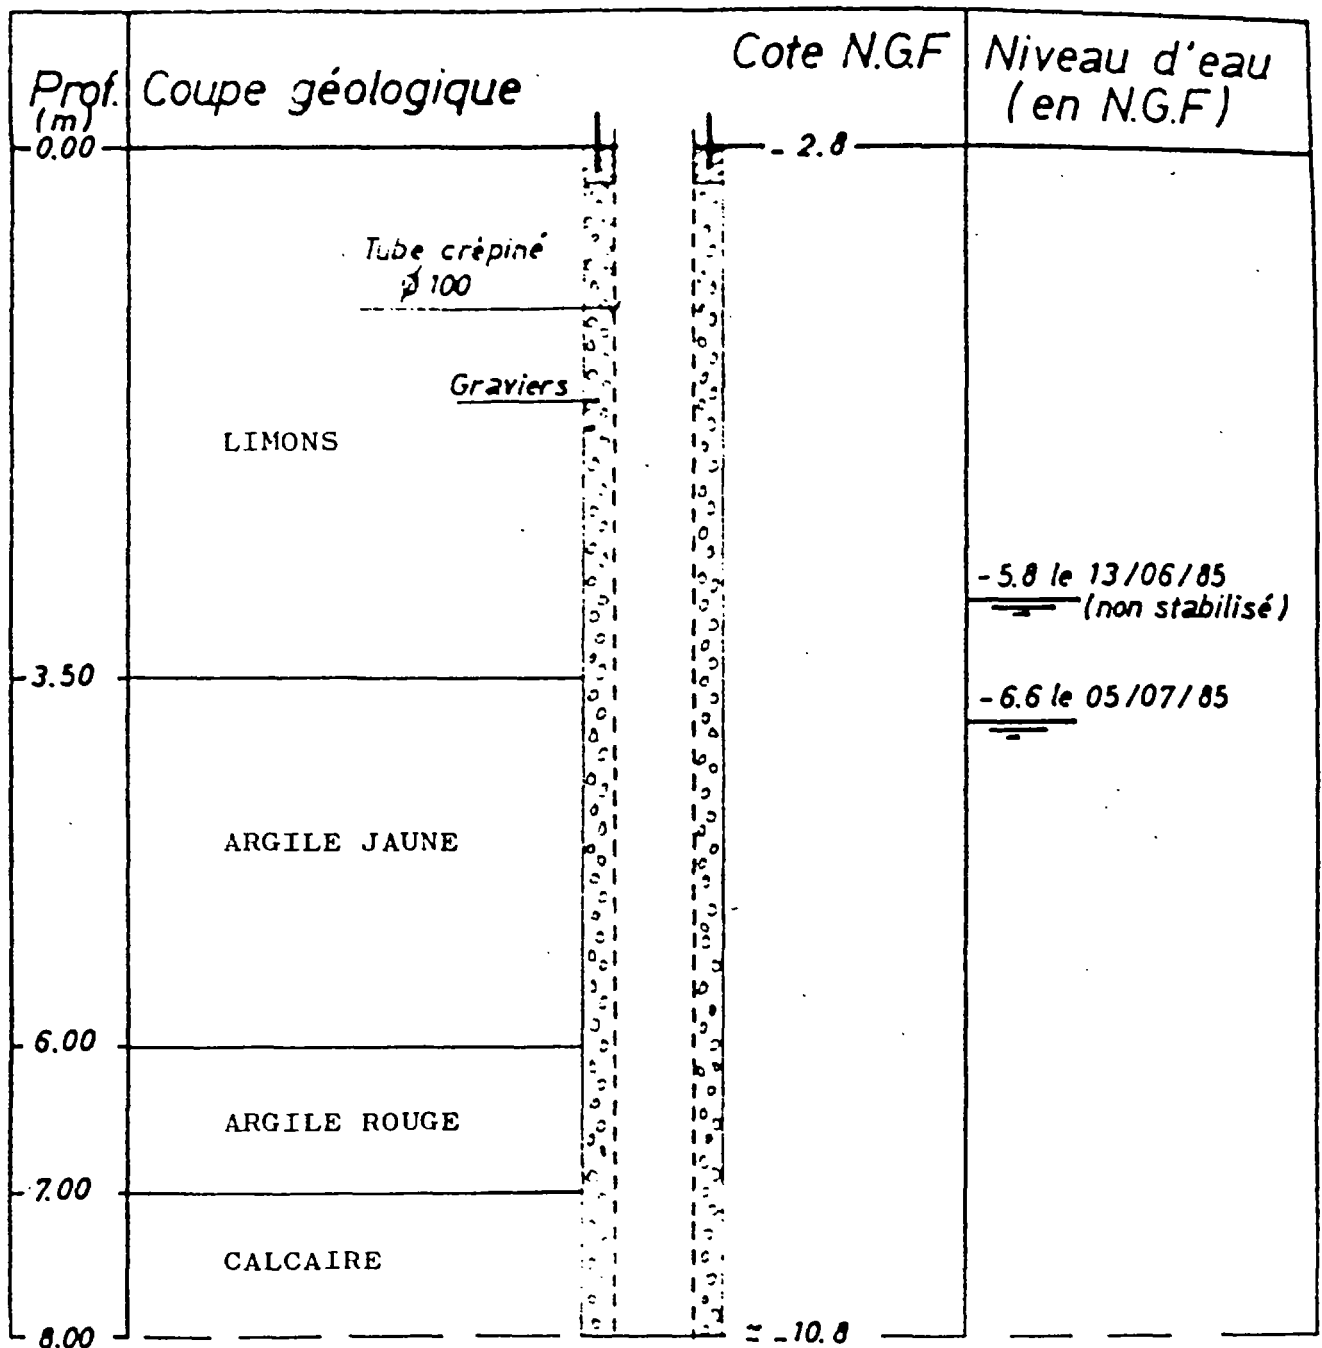 Prof. (m)
Coupe géologique
Cote N.G.F
Niveau d'eau
(en N.G.F)
0.00
- 2.8
Tube crépiné
Ø 100
Graviers
LIMONS
-5.8 le 13/06/85
(non stabilisé)
3.50
-6.6 le 05/07/85
ARGILE JAUNE
6.00
ARGILE ROUGE
7.00
CALCAIRE
8.00
≃ -10.8